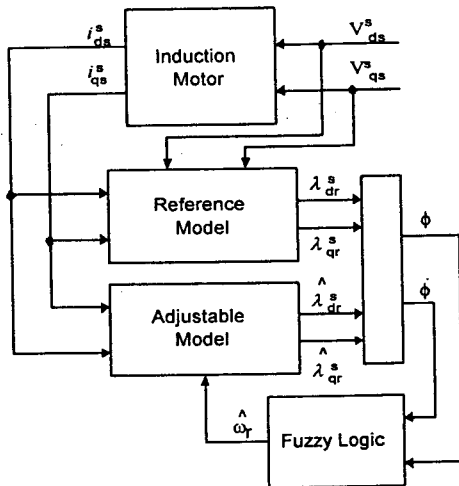 i^s_ds
V^s_ds
Induction
Motor
i^s_qs
V^s_qs
Reference
Model
λ^s_dr
λ^s_qr
ϕ
Adjustable
Model
λ̂^s_dr
λ̂^s_qr
ϕ̇
ω̂_r
Fuzzy Logic